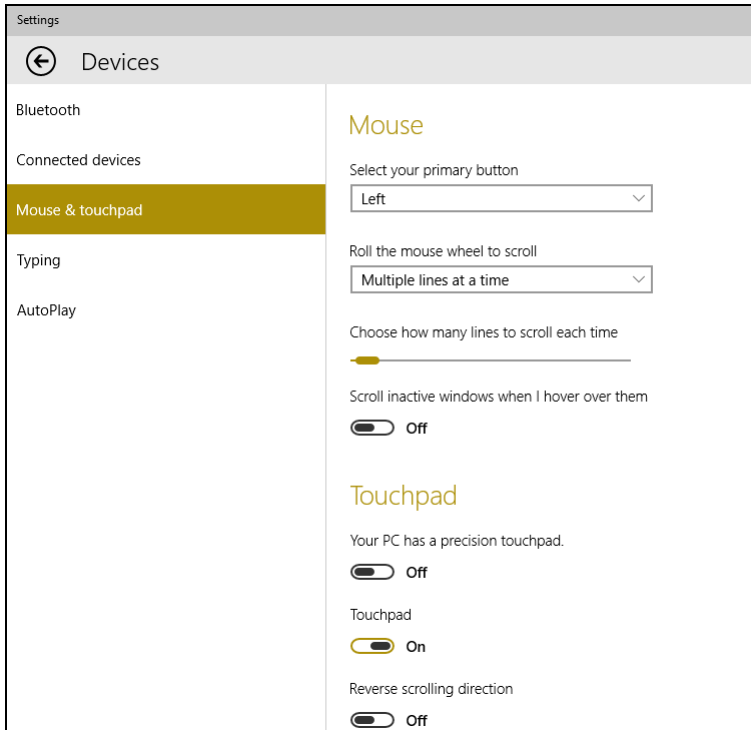 Settings
Devices
Bluetooth
Connected devices
Mouse & touchpad
Typing
AutoPlay
Mouse
Select your primary button
Left
Roll the mouse wheel to scroll
Multiple lines at a time
Choose how many lines to scroll each time
Scroll inactive windows when I hover over them
Off
Touchpad
Your PC has a precision touchpad.
Off
Touchpad
On
Reverse scrolling direction
Off